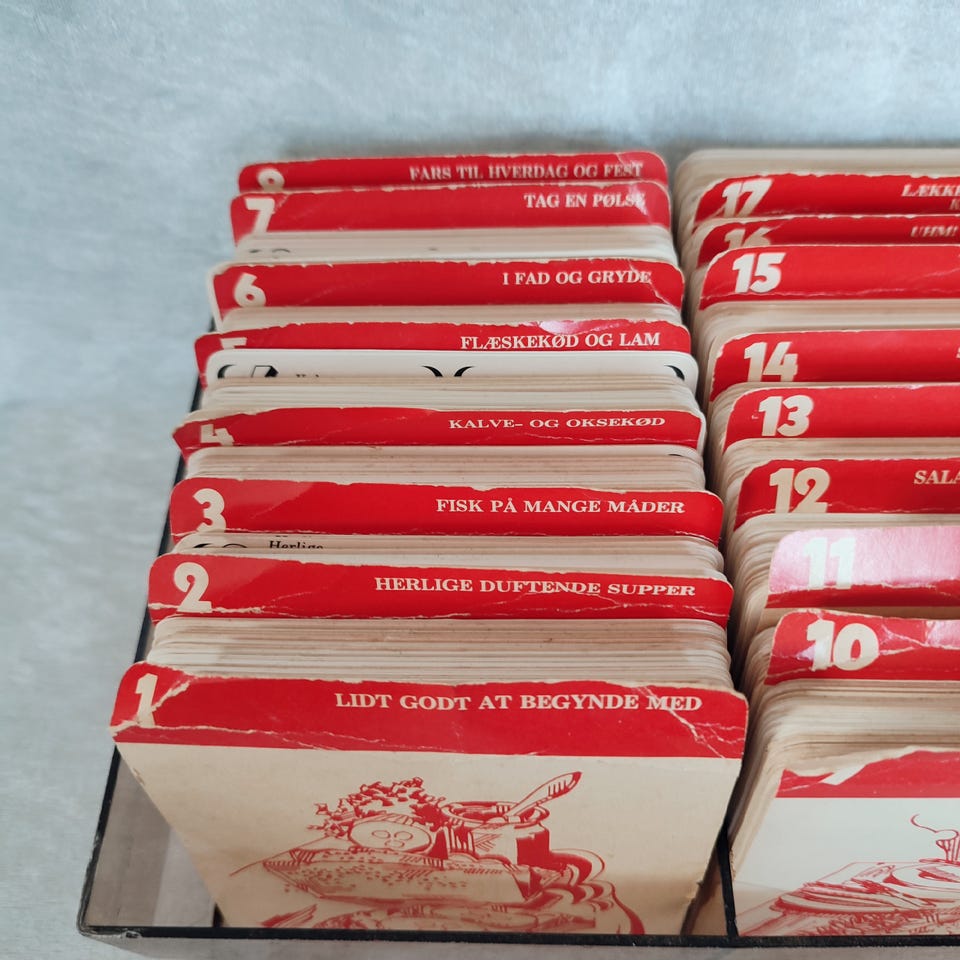 8 FARS TIL HVERDAG OG FEST
7 TAG EN PØLSE
6 I FAD OG GRYDE
FLÆSKEKØD OG LAM
4 KALVE- OG OKSEKØD
3 FISK PÅ MANGE MÅDER
Herlige
2 HERLIGE DUFTENDE SUPPER
1 LIDT GODT AT BEGYNDE MED
17
16 UHM!
15
14
13
12
11
10